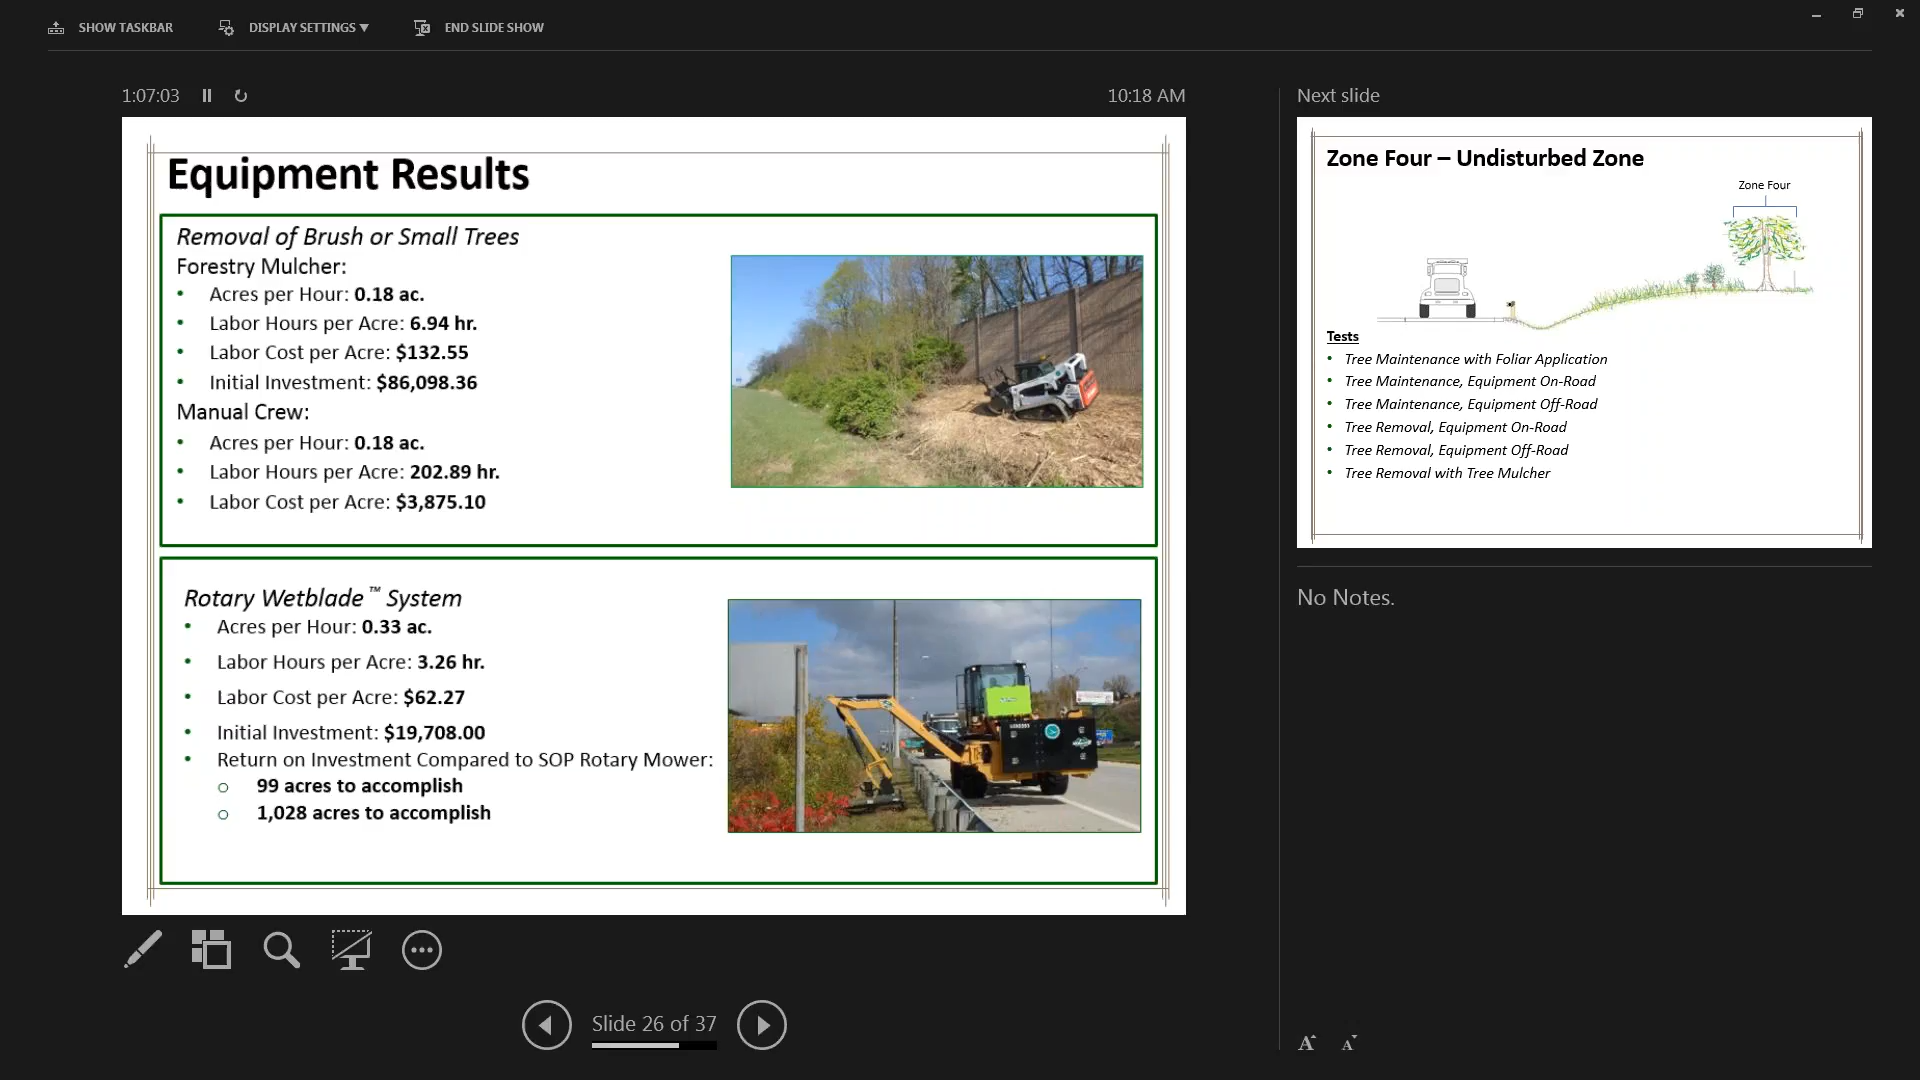 SHOW TASKBAR
DISPLAY SETTINGS ▼
END SLIDE SHOW
1:07:03
10:18 AM
Equipment Results
Removal of Brush or Small Trees
Forestry Mulcher:
• Acres per Hour: 0.18 ac.
• Labor Hours per Acre: 6.94 hr.
• Labor Cost per Acre: $132.55
• Initial Investment: $86,098.36
Manual Crew:
• Acres per Hour: 0.18 ac.
• Labor Hours per Acre: 202.89 hr.
• Labor Cost per Acre: $3,875.10
Rotary Wetblade™ System
• Acres per Hour: 0.33 ac.
• Labor Hours per Acre: 3.26 hr.
• Labor Cost per Acre: $62.27
• Initial Investment: $19,708.00
• Return on Investment Compared to SOP Rotary Mower:
o 99 acres to accomplish
o 1,028 acres to accomplish
Slide 26 of 37
Next slide
Zone Four – Undisturbed Zone
Zone Four
Tests
• Tree Maintenance with Foliar Application
• Tree Maintenance, Equipment On-Road
• Tree Maintenance, Equipment Off-Road
• Tree Removal, Equipment On-Road
• Tree Removal, Equipment Off-Road
• Tree Removal with Tree Mulcher
No Notes.
A A